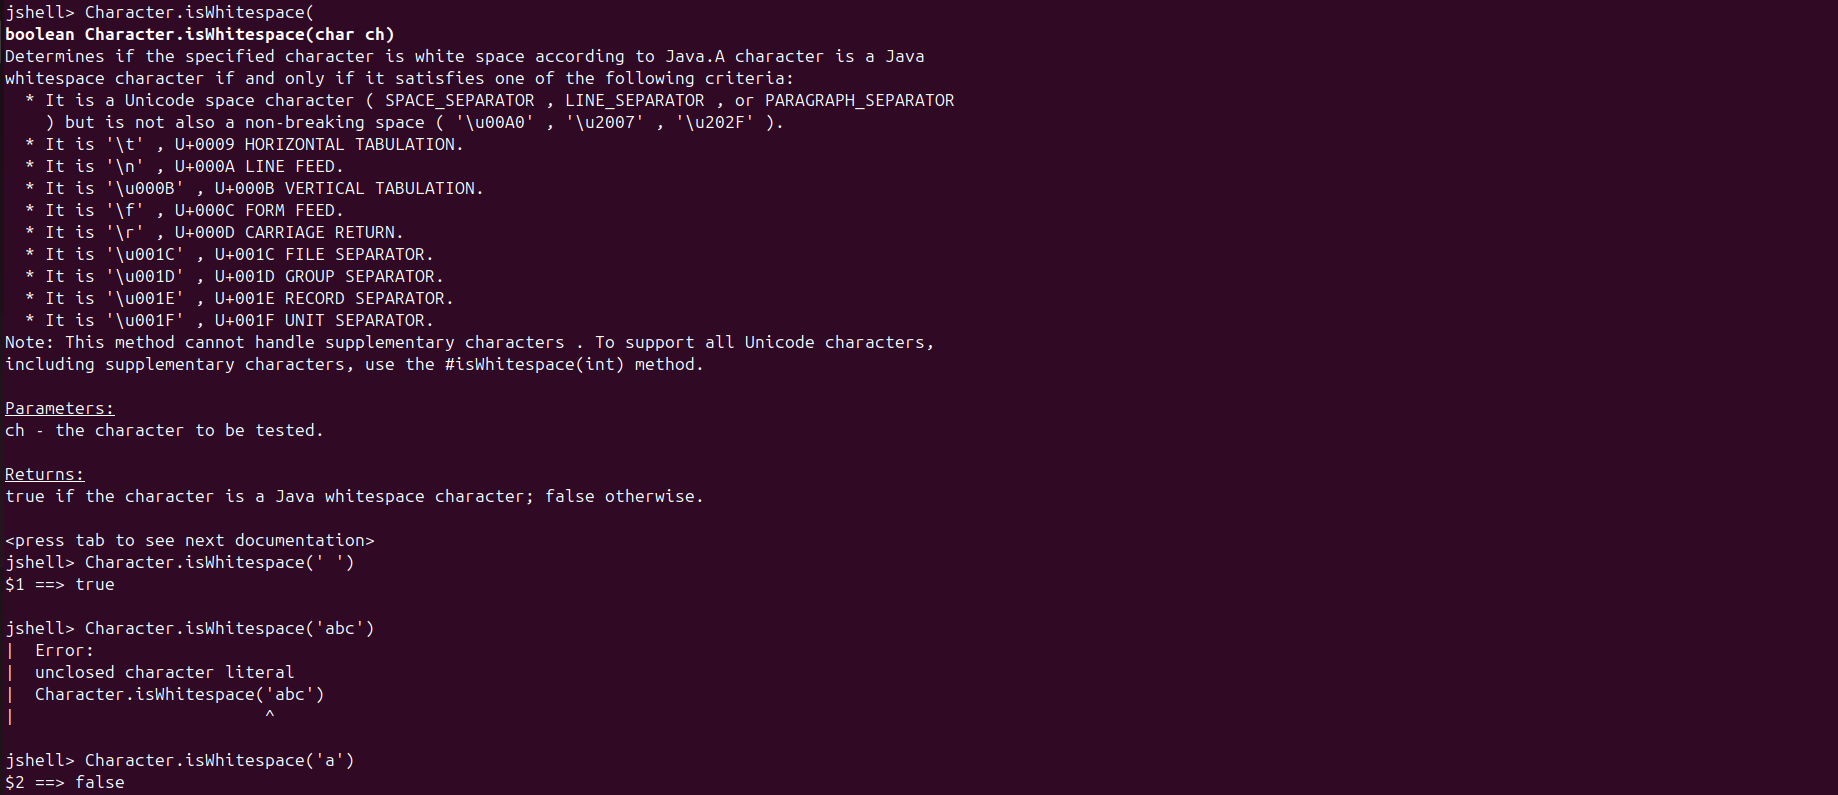 jshell> Character.isWhitespace(
boolean Character.isWhitespace(char ch)
Determines if the specified character is white space according to Java.A character is a Java
whitespace character if and only if it satisfies one of the following criteria:
  * It is a Unicode space character ( SPACE_SEPARATOR , LINE_SEPARATOR , or PARAGRAPH_SEPARATOR
    ) but is not also a non-breaking space ( '\u00A0' , '\u2007' , '\u202F' ).
  * It is '\t' , U+0009 HORIZONTAL TABULATION.
  * It is '\n' , U+000A LINE FEED.
  * It is '\u000B' , U+000B VERTICAL TABULATION.
  * It is '\f' , U+000C FORM FEED.
  * It is '\r' , U+000D CARRIAGE RETURN.
  * It is '\u001C' , U+001C FILE SEPARATOR.
  * It is '\u001D' , U+001D GROUP SEPARATOR.
  * It is '\u001E' , U+001E RECORD SEPARATOR.
  * It is '\u001F' , U+001F UNIT SEPARATOR.
Note: This method cannot handle supplementary characters . To support all Unicode characters,
including supplementary characters, use the #isWhitespace(int) method.

Parameters:
ch - the character to be tested.

Returns:
true if the character is a Java whitespace character; false otherwise.

<press tab to see next documentation>
jshell> Character.isWhitespace(' ')
$1 ==> true

jshell> Character.isWhitespace('abc')
|  Error:
|  unclosed character literal
|  Character.isWhitespace('abc')
|                         ^

jshell> Character.isWhitespace('a')
$2 ==> false